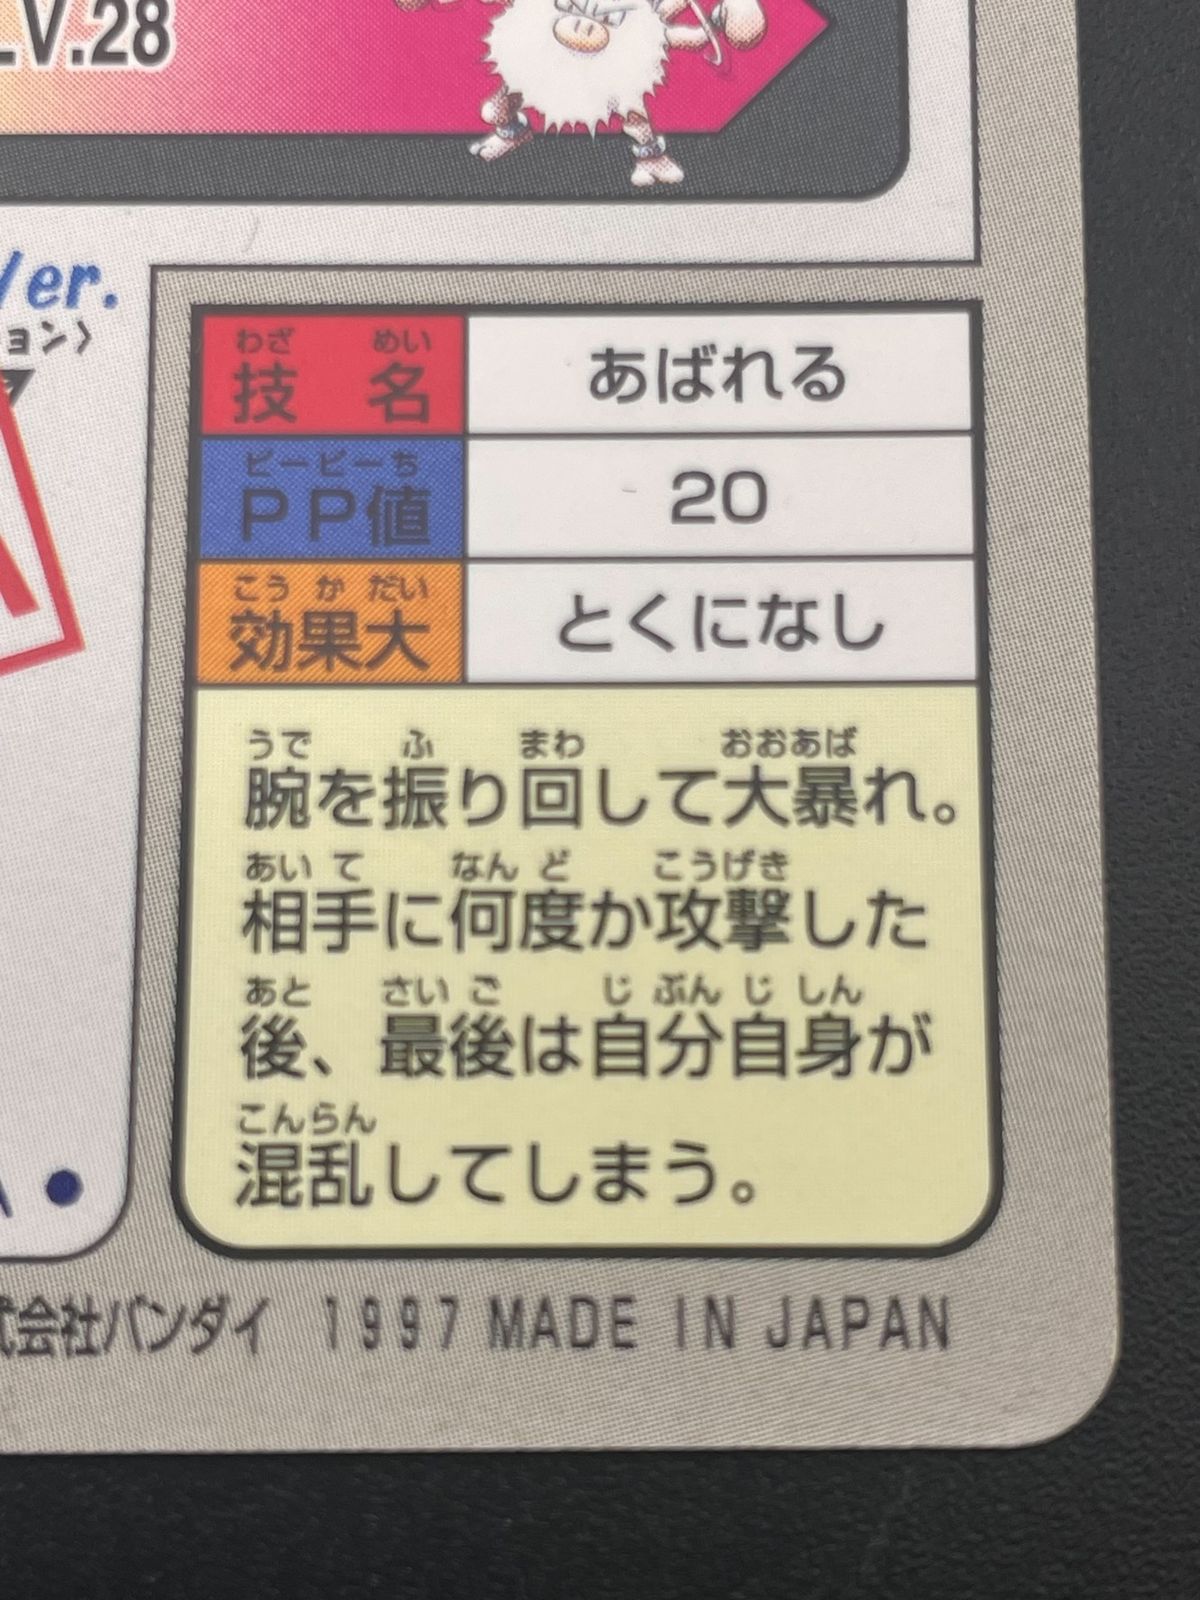 LV.28
Ver.
ョン〉
わざ めい
技 名
あばれる
ピーピーち
PP値
20
こう か だい
効果大
とくになし
うで ふ まわ おおあば
腕を振り回して大暴れ。
あい て なん ど こうげき
相手に何度か攻撃した
あと さい ご じ ぶん じ しん
後、最後は自分自身が
こんらん
混乱してしまう。
式会社バンダイ 1997 MADE IN JAPAN